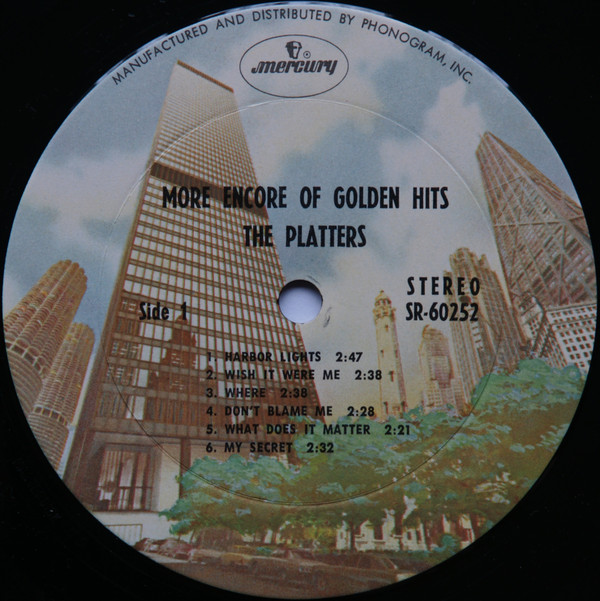 MANUFACTURED AND DISTRIBUTED BY PHONOGRAM, INC.
mercury
MORE ENCORE OF GOLDEN HITS
THE PLATTERS
STEREO
Side 1
SR-60252
1. HARBOR LIGHTS 2:47
2. WISH IT WERE ME 2:38
3. WHERE 2:38
4. DON'T BLAME ME 2:28
5. WHAT DOES IT MATTER 2:21
6. MY SECRET 2:32